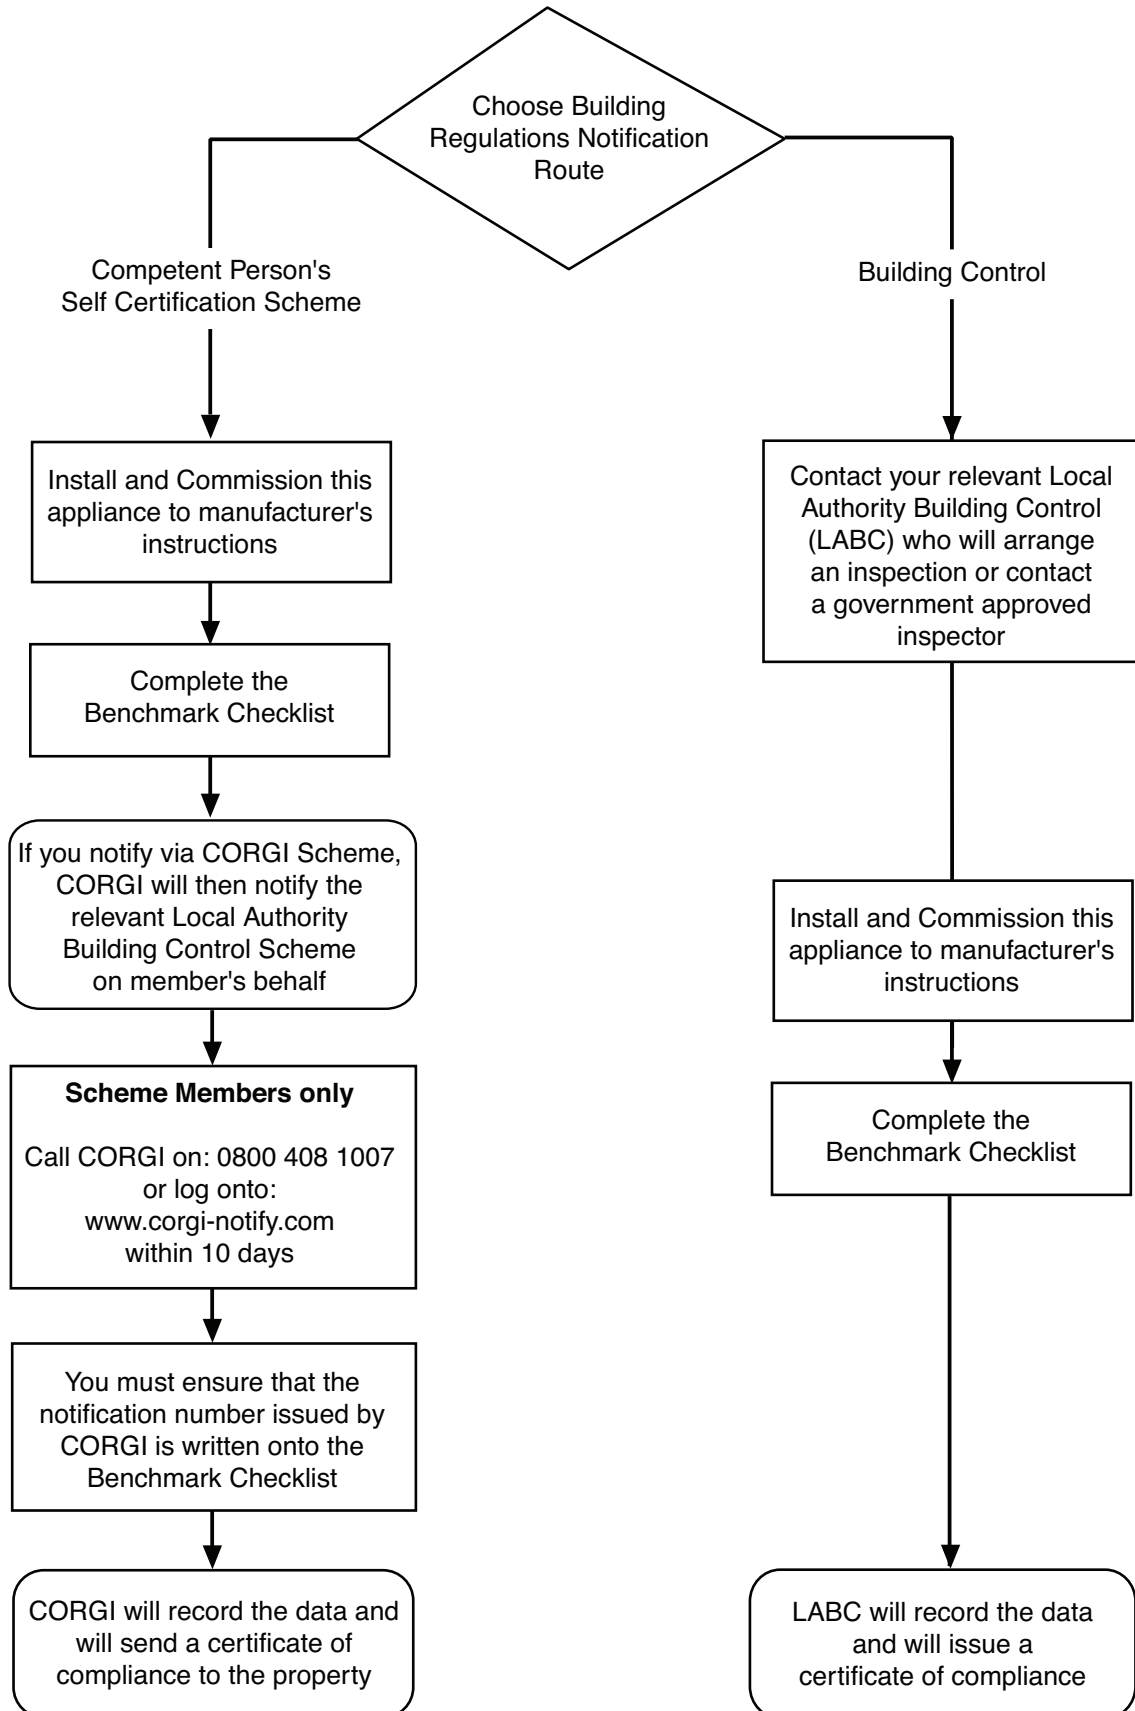 Choose Building
Regulations Notification
Route
Competent Person's
Self Certification Scheme
Building Control
Install and Commission this
appliance to manufacturer's
instructions
Complete the
Benchmark Checklist
If you notify via CORGI Scheme,
CORGI will then notify the
relevant Local Authority
Building Control Scheme
on member's behalf
Scheme Members only
Call CORGI on: 0800 408 1007
or log onto:
www.corgi-notify.com
within 10 days
You must ensure that the
notification number issued by
CORGI is written onto the
Benchmark Checklist
CORGI will record the data and
will send a certificate of
compliance to the property
Contact your relevant Local
Authority Building Control
(LABC) who will arrange
an inspection or contact
a government approved
inspector
Install and Commission this
appliance to manufacturer's
instructions
Complete the
Benchmark Checklist
LABC will record the data
and will issue a
certificate of compliance